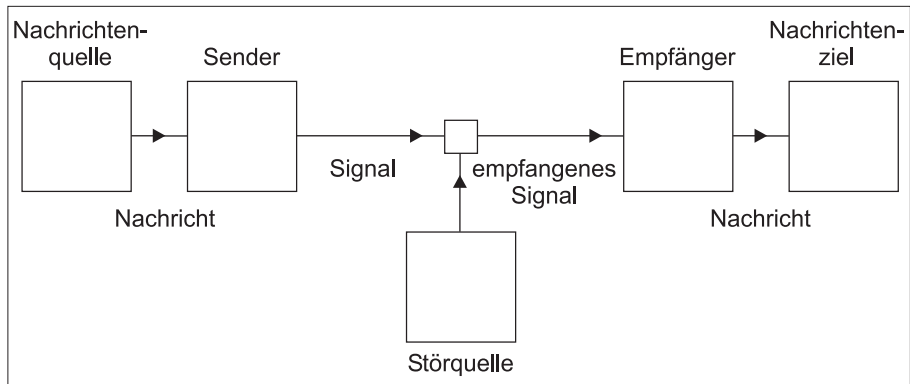 Nachrichten-
quelle
Sender
Empfänger
Nachrichten-
ziel
Signal
empfangenes
Signal
Nachricht
Nachricht
Störquelle